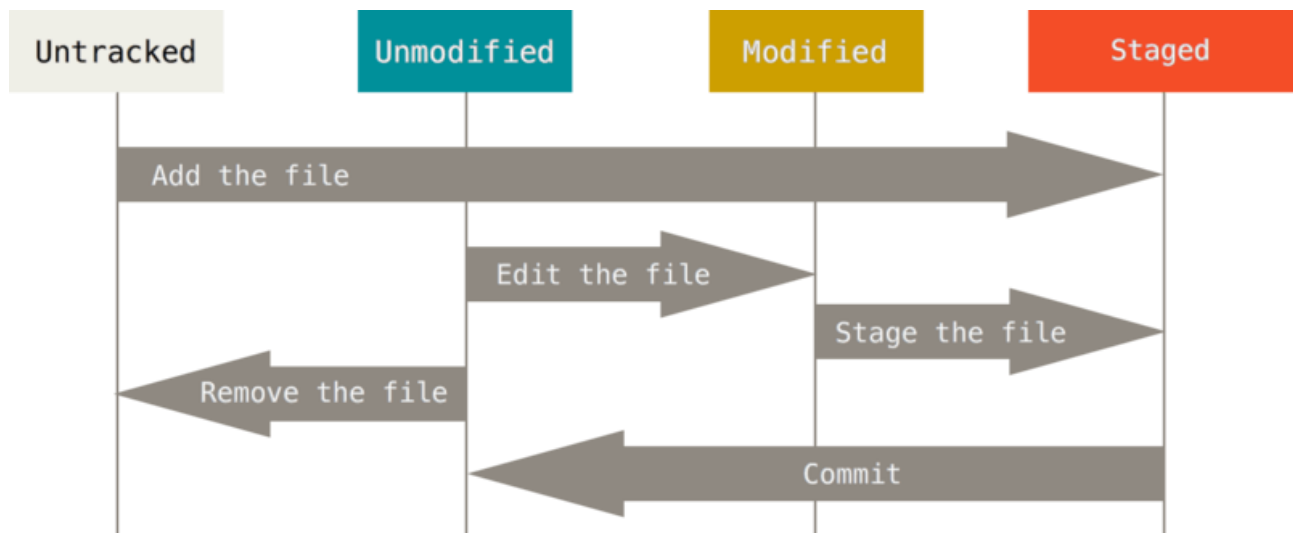 Untracked
Unmodified
Modified
Staged
Add the file
Edit the file
Stage the file
Remove the file
Commit